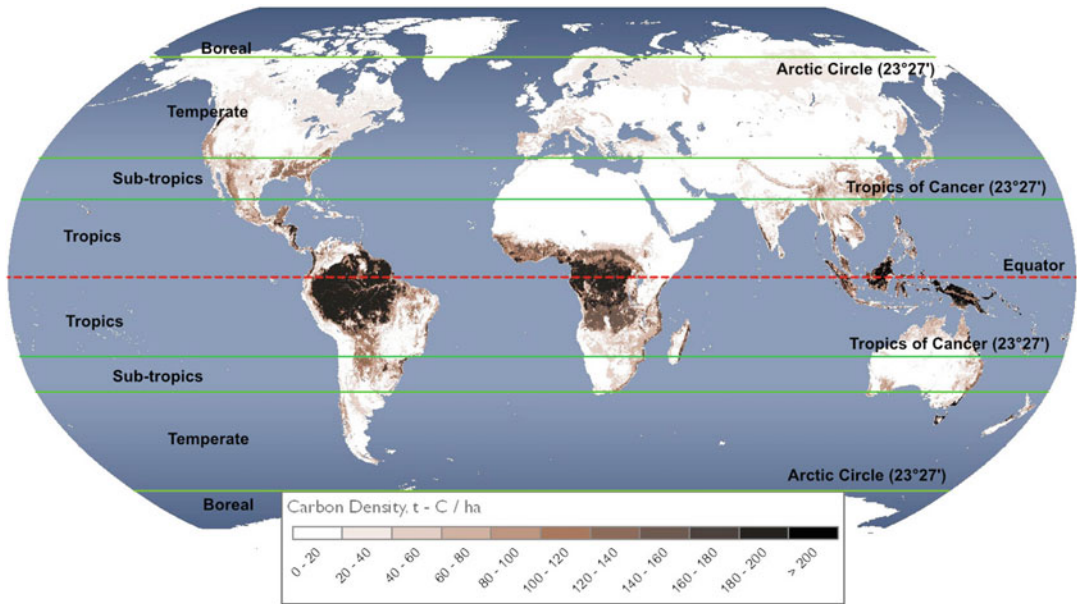 Boreal
Arctic Circle (23°27')
Temperate
Sub-tropics
Tropics of Cancer (23°27')
Tropics
Equator
Tropics
Tropics of Cancer (23°27')
Sub-tropics
Temperate
Arctic Circle (23°27')
Boreal
Carbon Density, t - C / ha
0 - 20
20 - 40
40 - 60
60 - 80
80 - 100
100 - 120
120 - 140
140 - 160
160 - 180
180 - 200
> 200